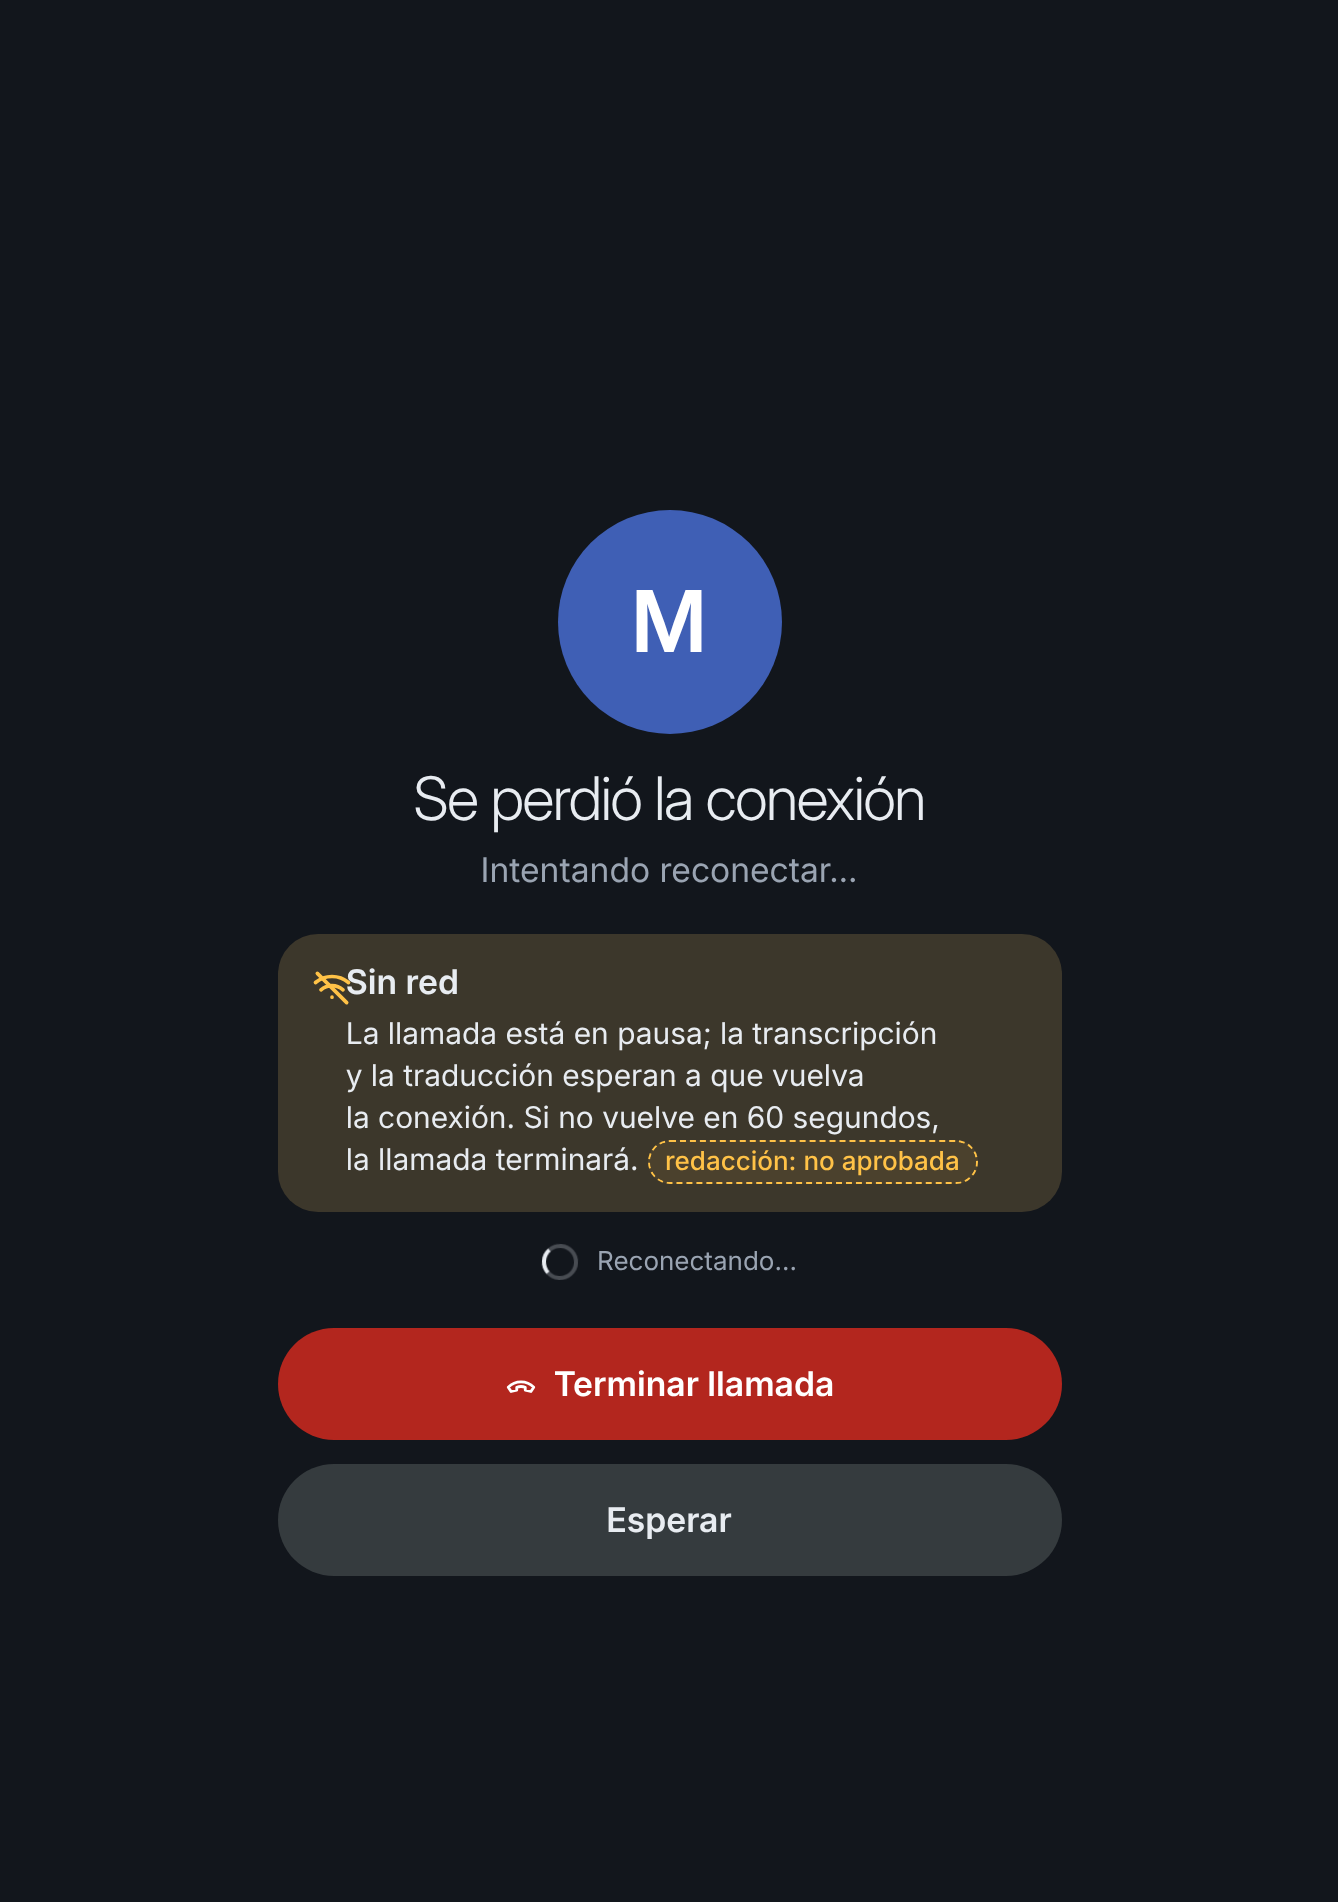 M
Se perdió la conexión
Intentando reconectar...
Sin red
La llamada está en pausa; la transcripción
y la traducción esperan a que vuelva
la conexión. Si no vuelve en 60 segundos,
la llamada terminará. redacción: no aprobada
Reconectando...
Terminar llamada
Esperar